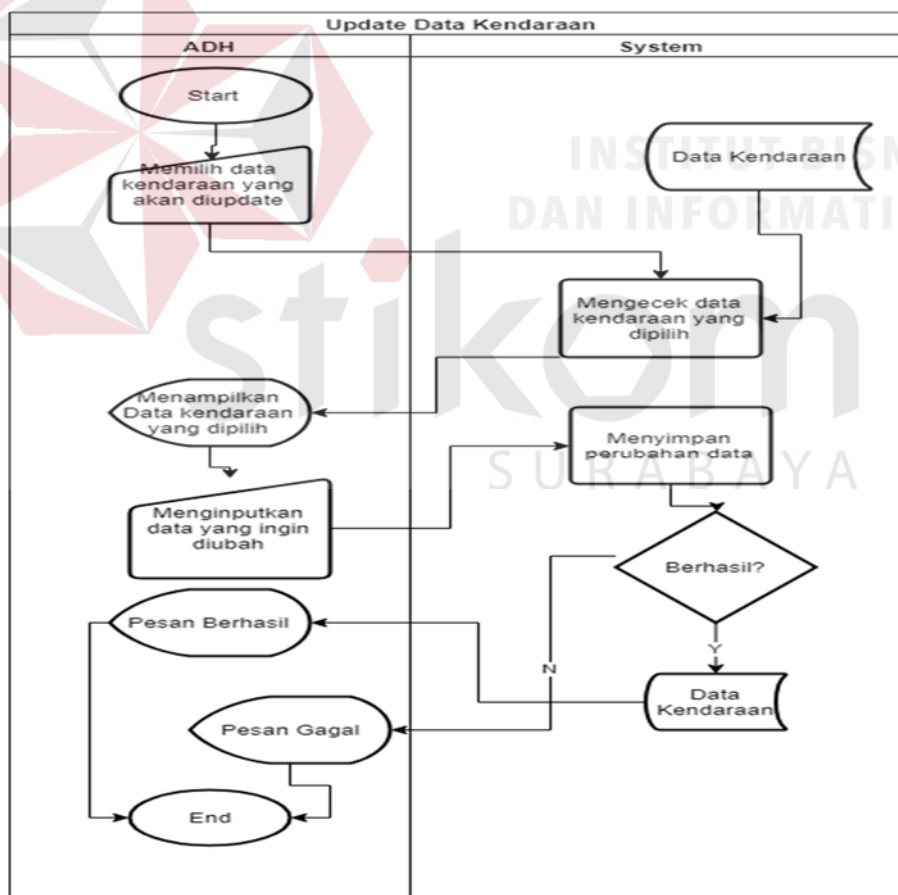 Update Data Kendaraan
ADH
System
Start
Memilih data
kendaraan yang
akan diupdate
INSTITUT BISN
DAN INFORMATI
Data Kendaraan
Mengecek data
kendaraan yang
dipilih
stikom
SURABAYA
Menampilkan
Data kendaraan
yang dipilih
Menyimpan
perubahan data
Menginputkan
data yang ingin
diubah
Berhasil?
Pesan Berhasil
N
Y
Data
Kendaraan
Pesan Gagal
End